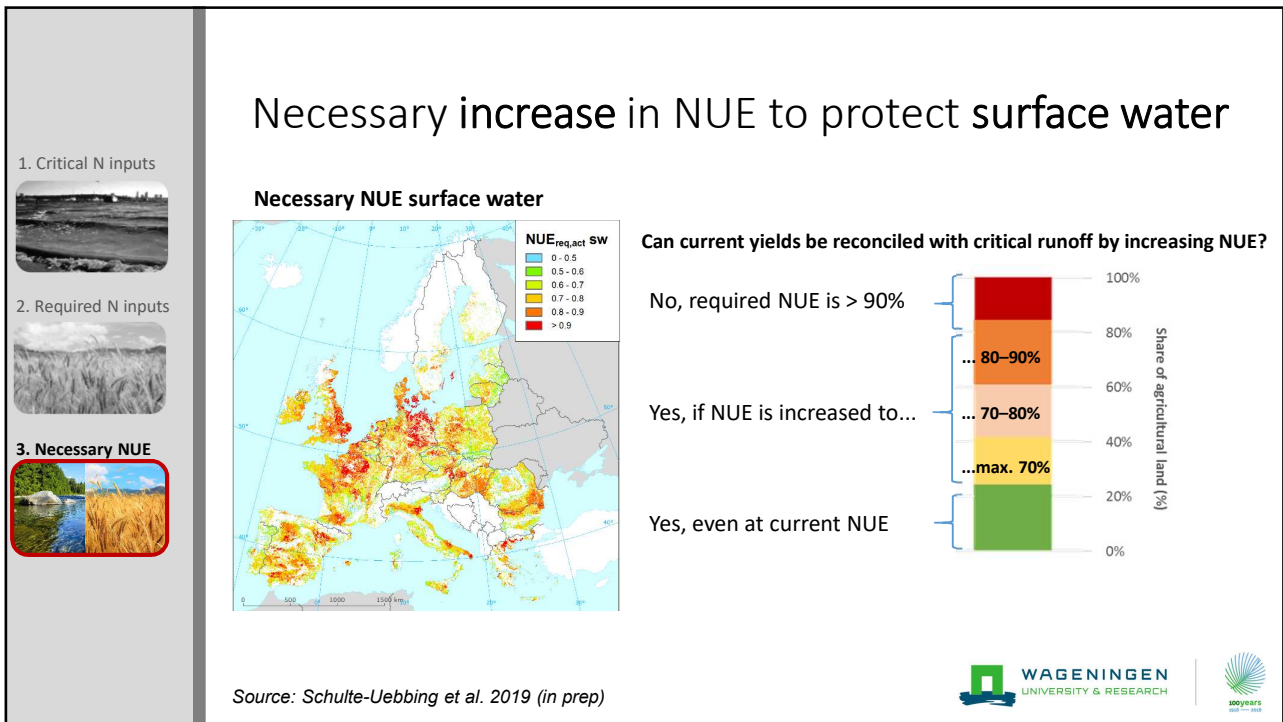 Necessary increase in NUE to protect surface water
1. Critical N inputs
2. Required N inputs
3. Necessary NUE
Necessary NUE surface water
NUEreq,act sw
0 - 0.5
0.5 - 0.6
0.6 - 0.7
0.7 - 0.8
0.8 - 0.9
> 0.9
0 500 1000 1500 km
Can current yields be reconciled with critical runoff by increasing NUE?
No, required NUE is > 90%
Yes, if NUE is increased to...
Yes, even at current NUE
... 80–90%
... 70–80%
...max. 70%
100%
80%
60%
40%
20%
0%
Share of agricultural land (%)
Source: Schulte-Uebbing et al. 2019 (in prep)
WAGENINGEN
UNIVERSITY & RESEARCH
100years